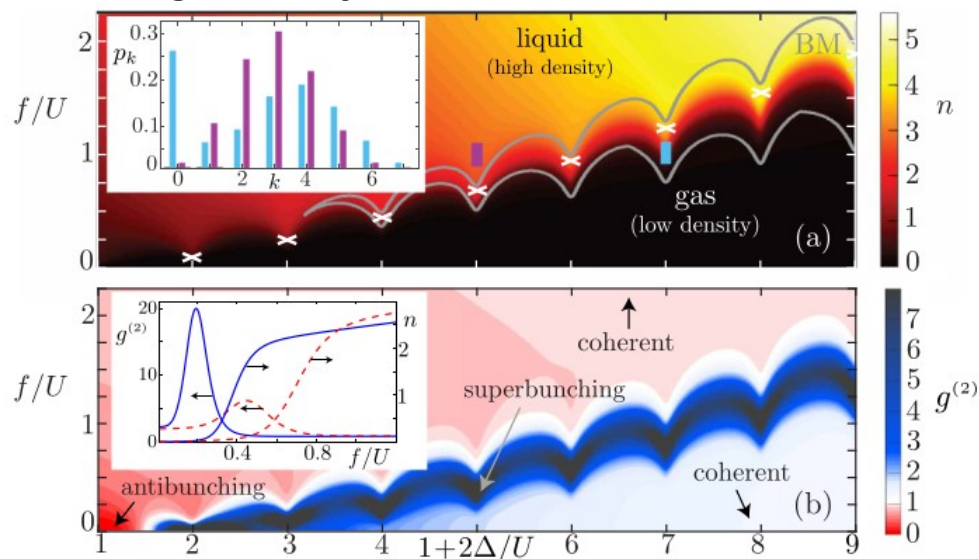 f/U
2
1
0
p_k
0.3
0.2
0.1
0
0 2 k 4 6
liquid
(high density)
BM
gas
(low density)
(a)
n
5
4
3
2
1
0
f/U
2
1
0
20
g^{(2)}
10
0
n
2
1
0.4 0.8
f/U
coherent
superbunching
antibunching
coherent
(b)
1 2 3 4 1+2Δ/U 6 7 8 9
g^{(2)}
7
6
5
4
3
2
1
0